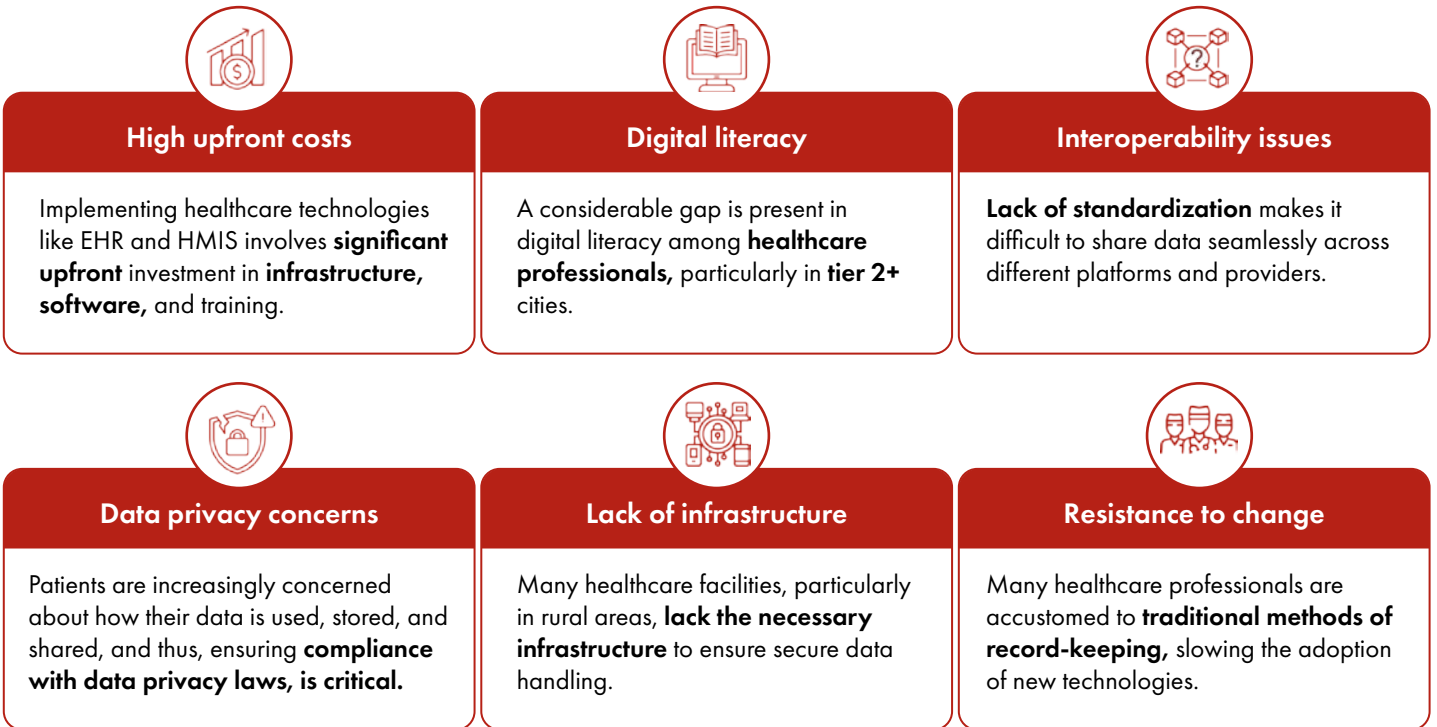 High upfront costs
Implementing healthcare technologies
like EHR and HMIS involves significant
upfront investment in infrastructure,
software, and training.
Digital literacy
A considerable gap is present in
digital literacy among healthcare
professionals, particularly in tier 2+
cities.
Interoperability issues
Lack of standardization makes it
difficult to share data seamlessly across
different platforms and providers.
Data privacy concerns
Patients are increasingly concerned
about how their data is used, stored, and
shared, and thus, ensuring compliance
with data privacy laws, is critical.
Lack of infrastructure
Many healthcare facilities, particularly
in rural areas, lack the necessary
infrastructure to ensure secure data
handling.
Resistance to change
Many healthcare professionals are
accustomed to traditional methods of
record-keeping, slowing the adoption
of new technologies.